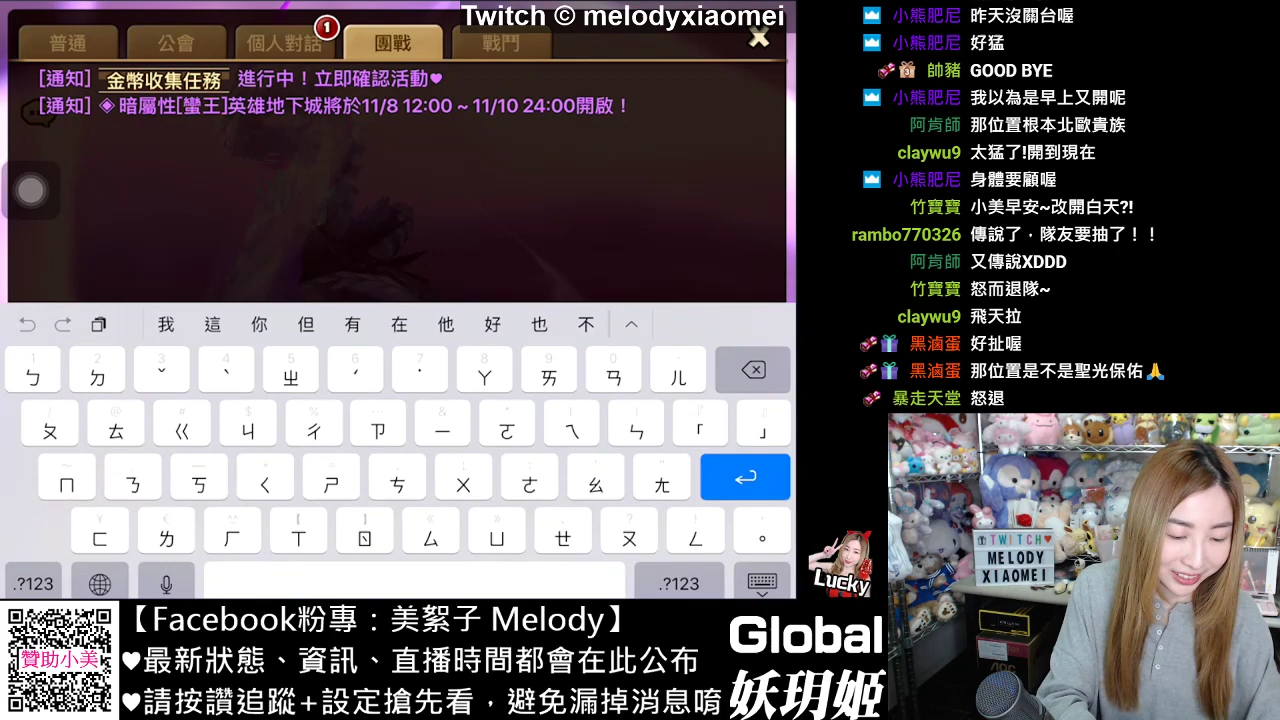 Twitch © melodyxiaomei
普通 公會 個人對話 1 團戰 戰鬥
[通知] 金幣收集任務 進行中！立即確認活動♥
[通知] ◈ 暗屬性[蠻王]英雄地下城將於11/8 12:00 ~ 11/10 24:00開啟！
我 這 你 但 有 在 他 好 也 不
1 2 3 5 6 8 9 0
ㄅ ㄉ ˇ ˋ ㄓ ˊ ˙ ㄚ ㄞ ㄢ ㄦ
ㄆ ㄊ ㄍ ㄐ ㄔ ㄗ ㄧ ㄛ ㄟ ㄣ 「 」
ㄇ ㄋ ㄎ ㄑ ㄕ ㄘ ㄨ ㄜ ㄠ ㄤ
ㄈ ㄌ ㄏ ㄒ ㄖ ㄙ ㄩ ㄝ ㄡ ㄥ 。
.?123 .?123
小熊肥尼 昨天沒關台喔
小熊肥尼 好猛
3 帥豬 GOOD BYE
小熊肥尼 我以為是早上又開呢
阿肯師 那位置根本北歐貴族
claywu9 太猛了!開到現在
小熊肥尼 身體要顧喔
竹寶寶 小美早安~改開白天?!
rambo770326 傳說了，隊友要抽了！！
阿肯師 又傳說XDDD
竹寶寶 怒而退隊~
claywu9 飛天拉
黑滷蛋 好扯喔
黑滷蛋 那位置是不是聖光保佑🙏
暴走天堂 怒退
TWITCH♥
MELODY
XIAOMEI
Lucky
贊助小美
【Facebook粉專：美絮子 Melody】
♥最新狀態、資訊、直播時間都會在此公布
♥請按讚追蹤+設定搶先看，避免漏掉消息唷
Global
妖玥姬